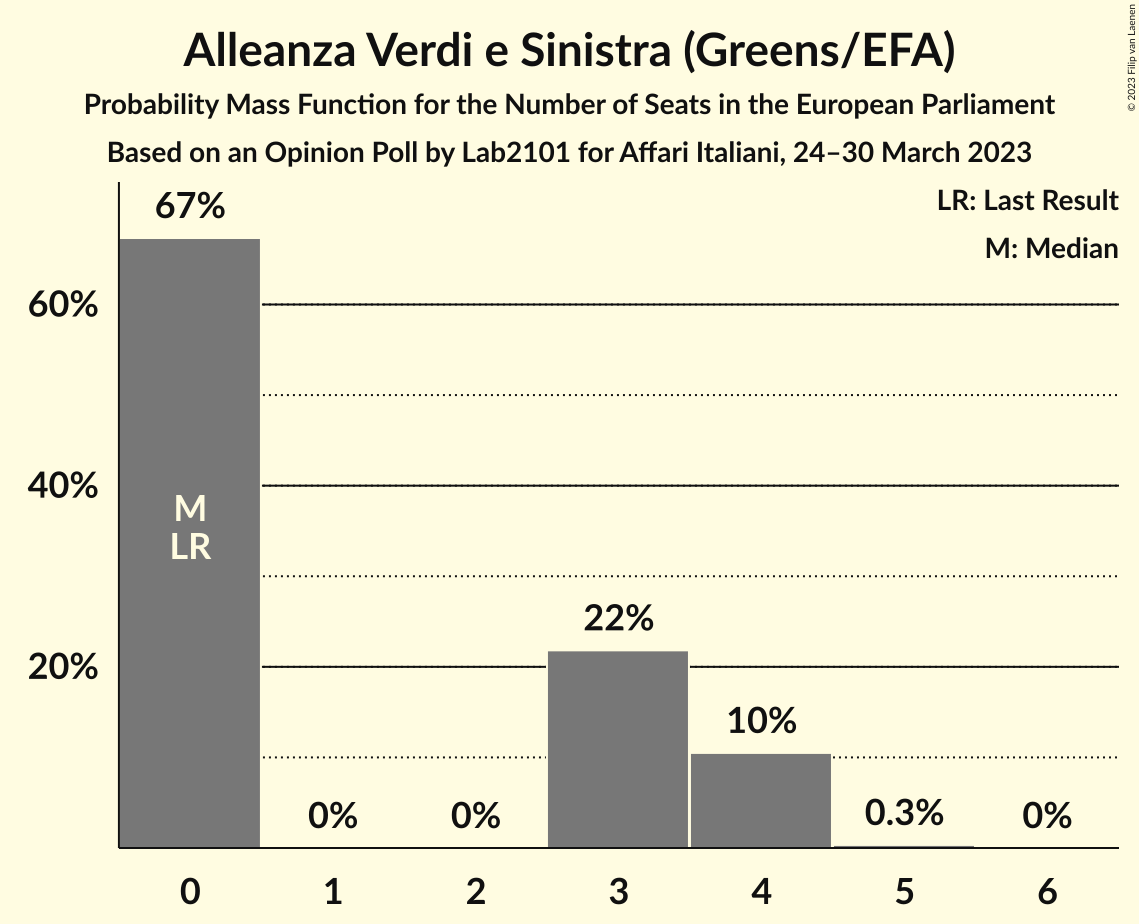 Alleanza Verdi e Sinistra (Greens/EFA)
Probability Mass Function for the Number of Seats in the European Parliament
Based on an Opinion Poll by Lab2101 for Affari Italiani, 24–30 March 2023
© 2023 Filip van Laenen
LR: Last Result
M: Median
67%
60%
40%
M
LR
22%
20%
10%
0%
0%
0.3%
0%
0 1 2 3 4 5 6